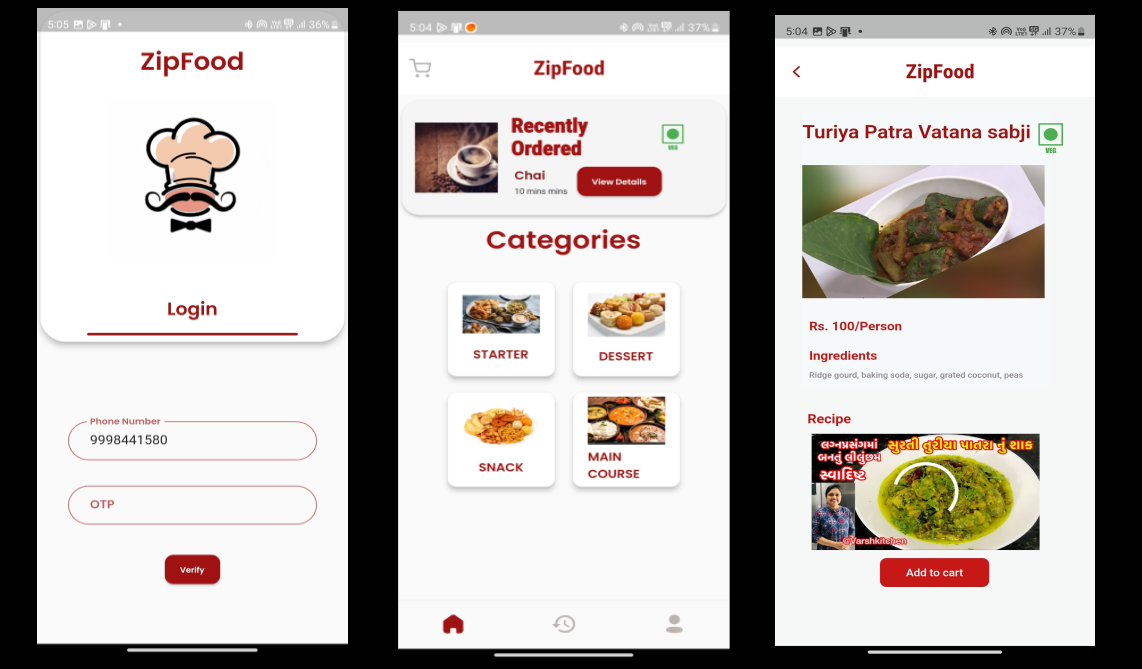 5:05
36%
ZipFood
Login
Phone Number
9998441580
OTP
Verify
5:04
37%
ZipFood
Recently
Ordered
VEG
Chai
10 mins mins
View Details
Categories
STARTER
DESSERT
SNACK
MAIN
COURSE
5:04
37%
ZipFood
Turiya Patra Vatana sabji
VEG
Rs. 100/Person
Ingredients
Ridge gourd, baking soda, sugar, grated coconut, peas
Recipe
લગ્નપ્રસંગમાં
બનતું લીલુંછમ
સ્વાદિષ્ટ
સુરતી તુરીયા પાતરા નું શાક
@Varshkitchen
Add to cart